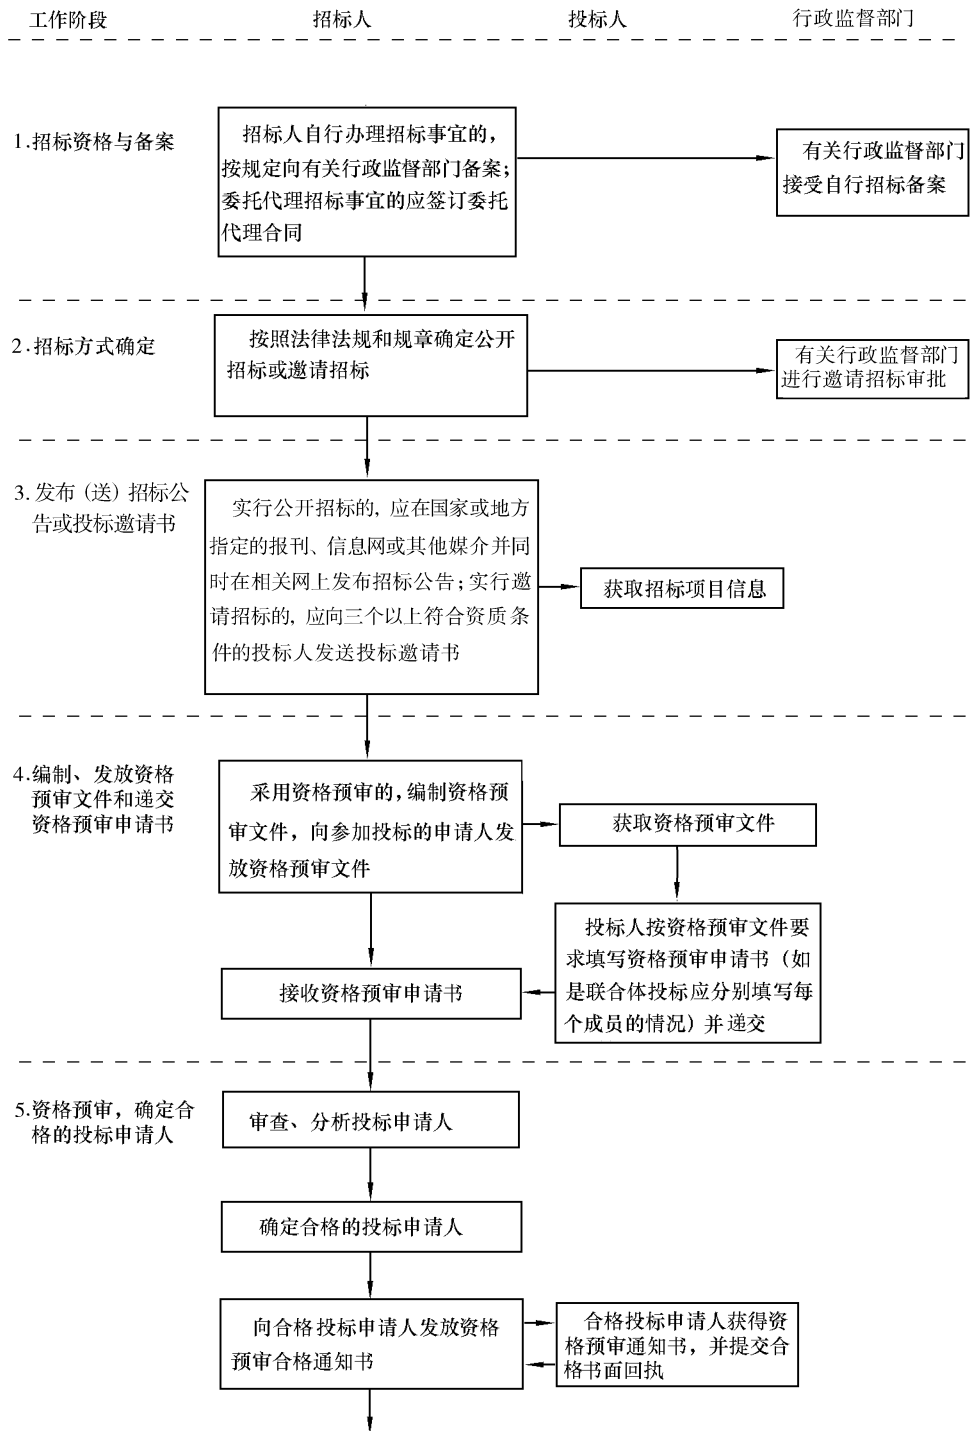 工作阶段 招标人 投标人 行政监督部门
1.招标资格与备案
招标人自行办理招标事宜的,
按规定向有关行政监督部门备案;
委托代理招标事宜的应签订委托
代理合同
有关行政监督部门
接受自行招标备案
2.招标方式确定
按照法律法规和规章确定公开
招标或邀请招标
有关行政监督部门
进行邀请招标审批
3.发布(送)招标公
告或投标邀请书
实行公开招标的,应在国家或地方
指定的报刊、信息网或其他媒介并同
时在相关网上发布招标公告;实行邀
请招标的,应向三个以上符合资质条
件的投标人发送投标邀请书
获取招标项目信息
4.编制、发放资格
预审文件和递交
资格预审申请书
采用资格预审的,编制资格预
审文件,向参加投标的申请人发
放资格预审文件
获取资格预审文件
投标人按资格预审文件要
求填写资格预审申请书(如
是联合体投标应分别填写每
个成员的情况)并递交
接收资格预审申请书
5.资格预审,确定合
格的投标申请人
审查、分析投标申请人
确定合格的投标申请人
向合格投标申请人发放资格
预审合格通知书
合格投标申请人获得资
格预审通知书,并提交合
格书面回执